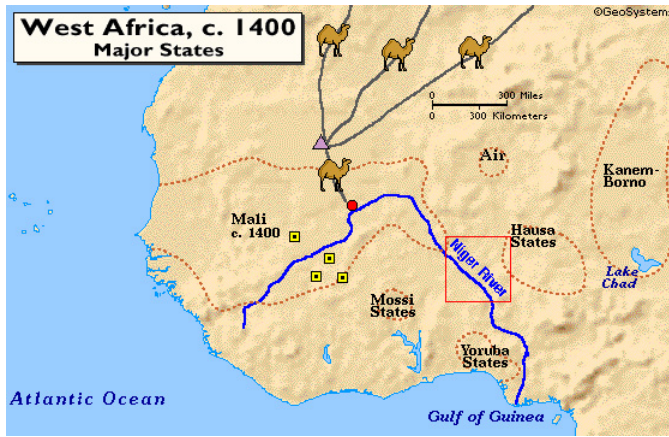 West Africa, c. 1400
Major States
©GeoSystems
0 300 Miles
0 300 Kilometers
Air
Kanem-
Borno
Mali
c. 1400
Hausa
States
Niger River
Lake
Chad
Mossi
States
Yoruba
States
Atlantic Ocean
Gulf of Guinea